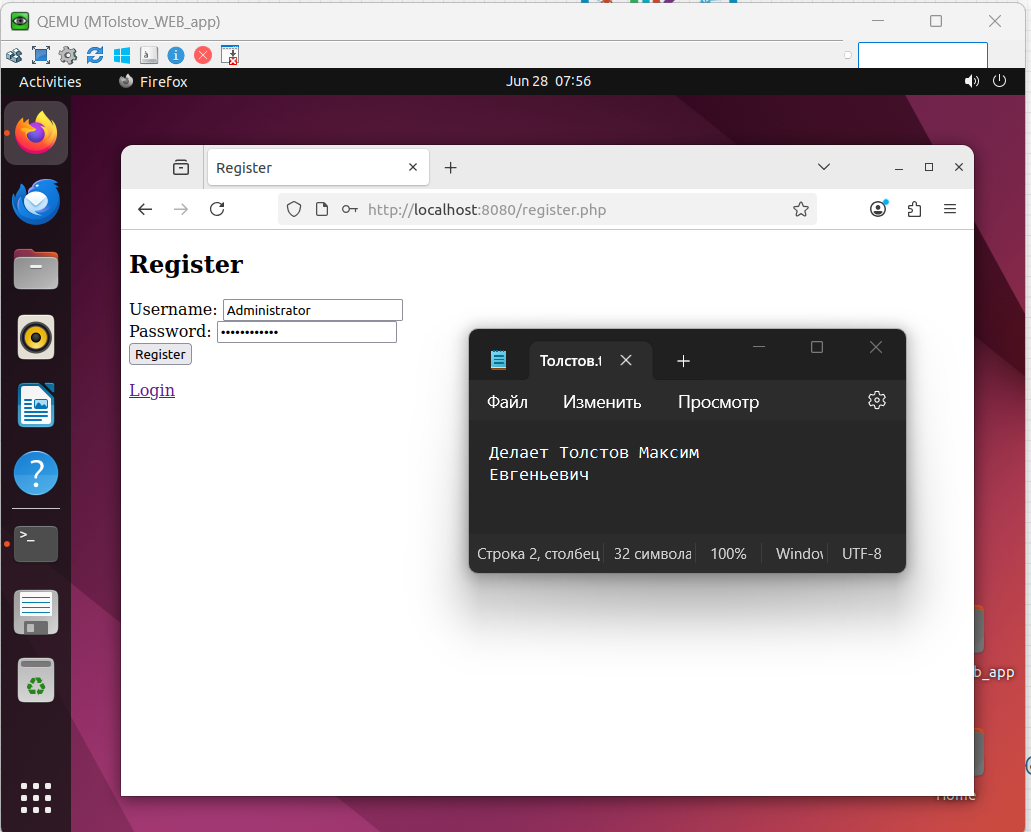 QEMU (MTolstov_WEB_app)
Activities
Firefox
Jun 28 07:56
Register
http://localhost:8080/register.php
Register
Username: Administrator
Password: ••••••••••••
Register
Login
Толстов.t
Файл
Изменить
Просмотр
Делает Толстов Максим
Евгеньевич
Строка 2, столбец
32 символа
100%
Window
UTF-8
b_app
Home